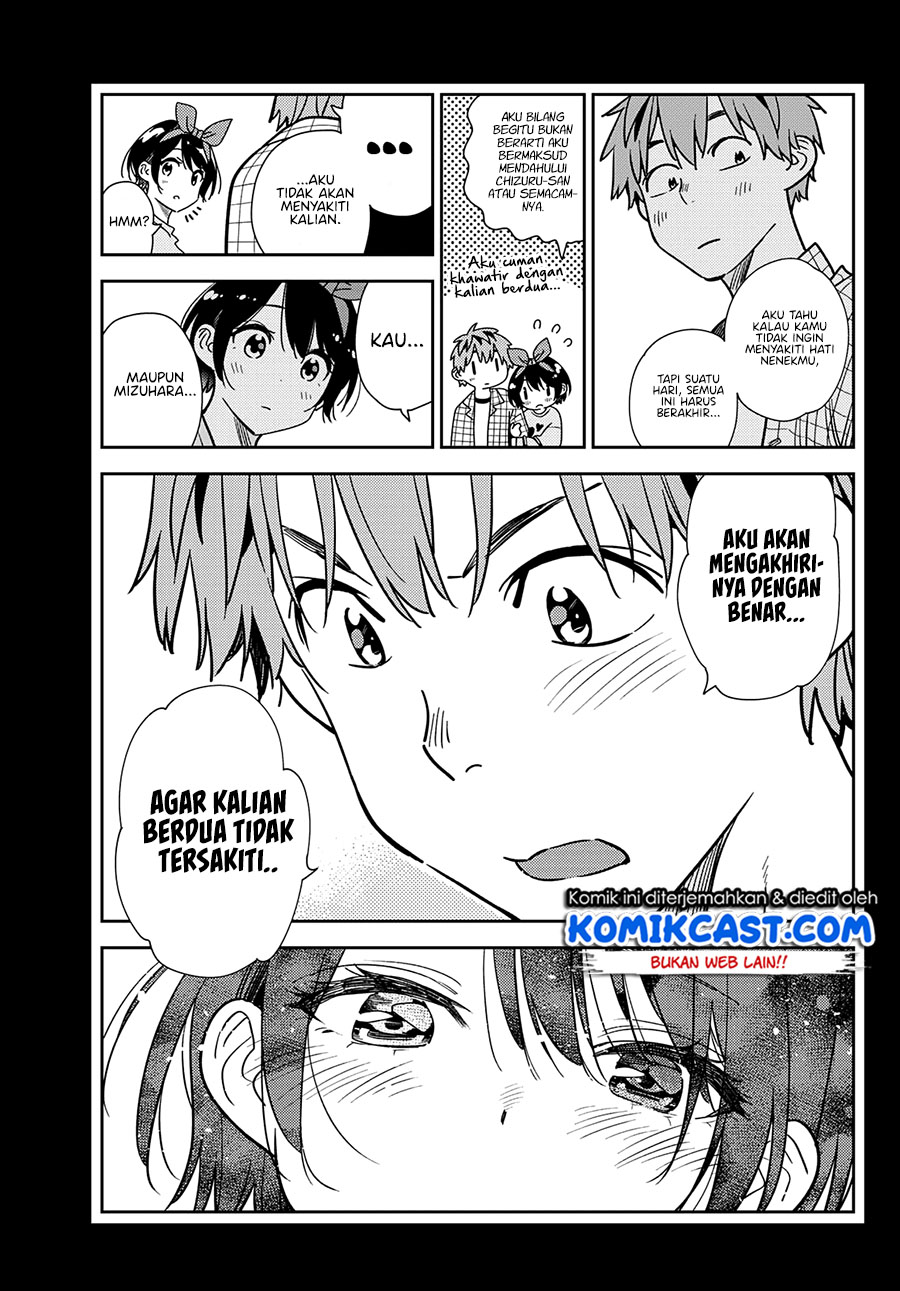 AKU TAHU
KALAU KAMU
TIDAK INGIN
MENYAKITI HATI
NENEKMU,
TAPI SUATU
HARI, SEMUA
INI HARUS
BERAKHIR...
AKU BILANG
BEGITU BUKAN
BERARTI AKU
BERMAKSUD
MENDAHULUI
CHIZURU-SAN
ATAU SEMACAM-
NYA.
Aku cuman
khawatir dengan
kalian berdua...
...
...AKU
TIDAK AKAN
MENYAKITI
KALIAN.
HMM?
KAU...
MAUPUN
MIZUHARA...
AKU AKAN
MENGAKHIRI-
NYA DENGAN
BENAR...
AGAR KALIAN
BERDUA TIDAK
TERSAKITI..
Komik ini diterjemahkan & diedit oleh
KOMIKCAST.COM
BUKAN WEB LAIN!!